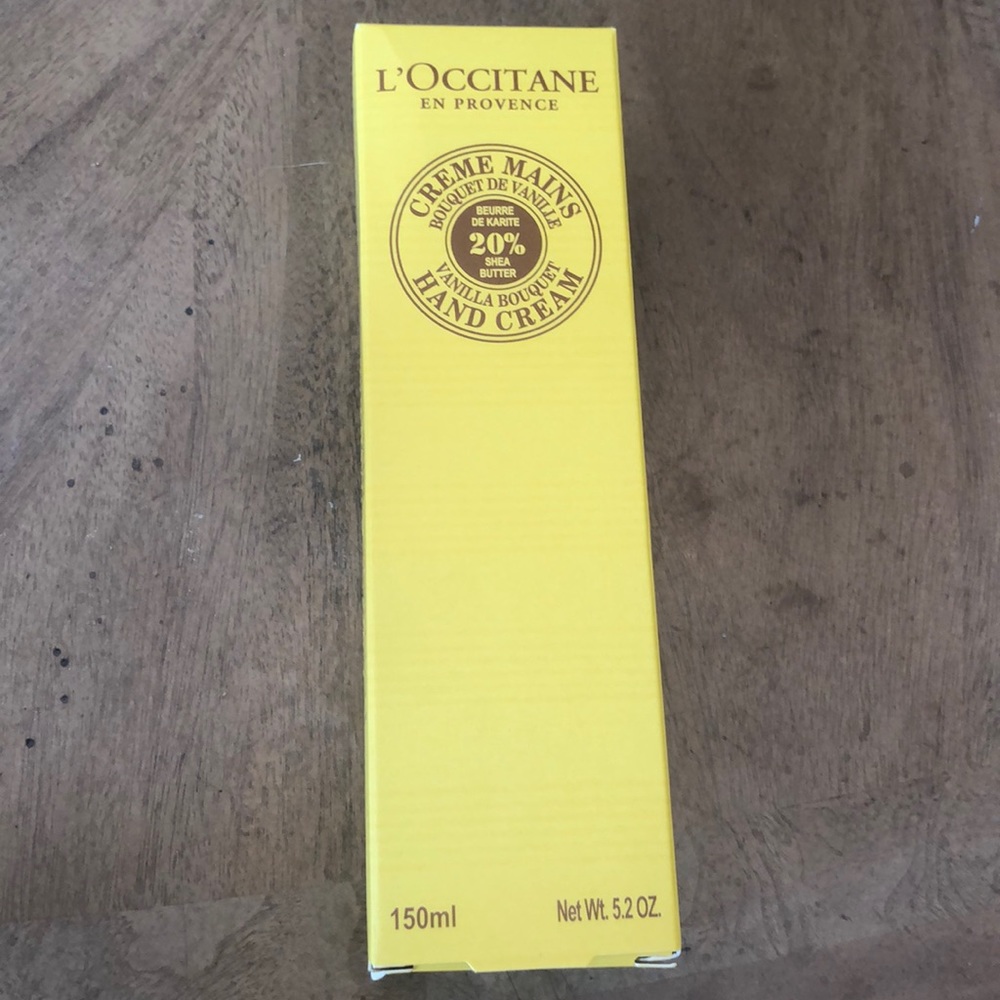 L'OCCITANE
EN PROVENCE
CREME MAINS
BOUQUET DE VANILLE
BEURRE
DE KARITE
20%
SHEA
BUTTER
VANILLA BOUQUET
HAND CREAM
150ml
Net Wt. 5.2 OZ.